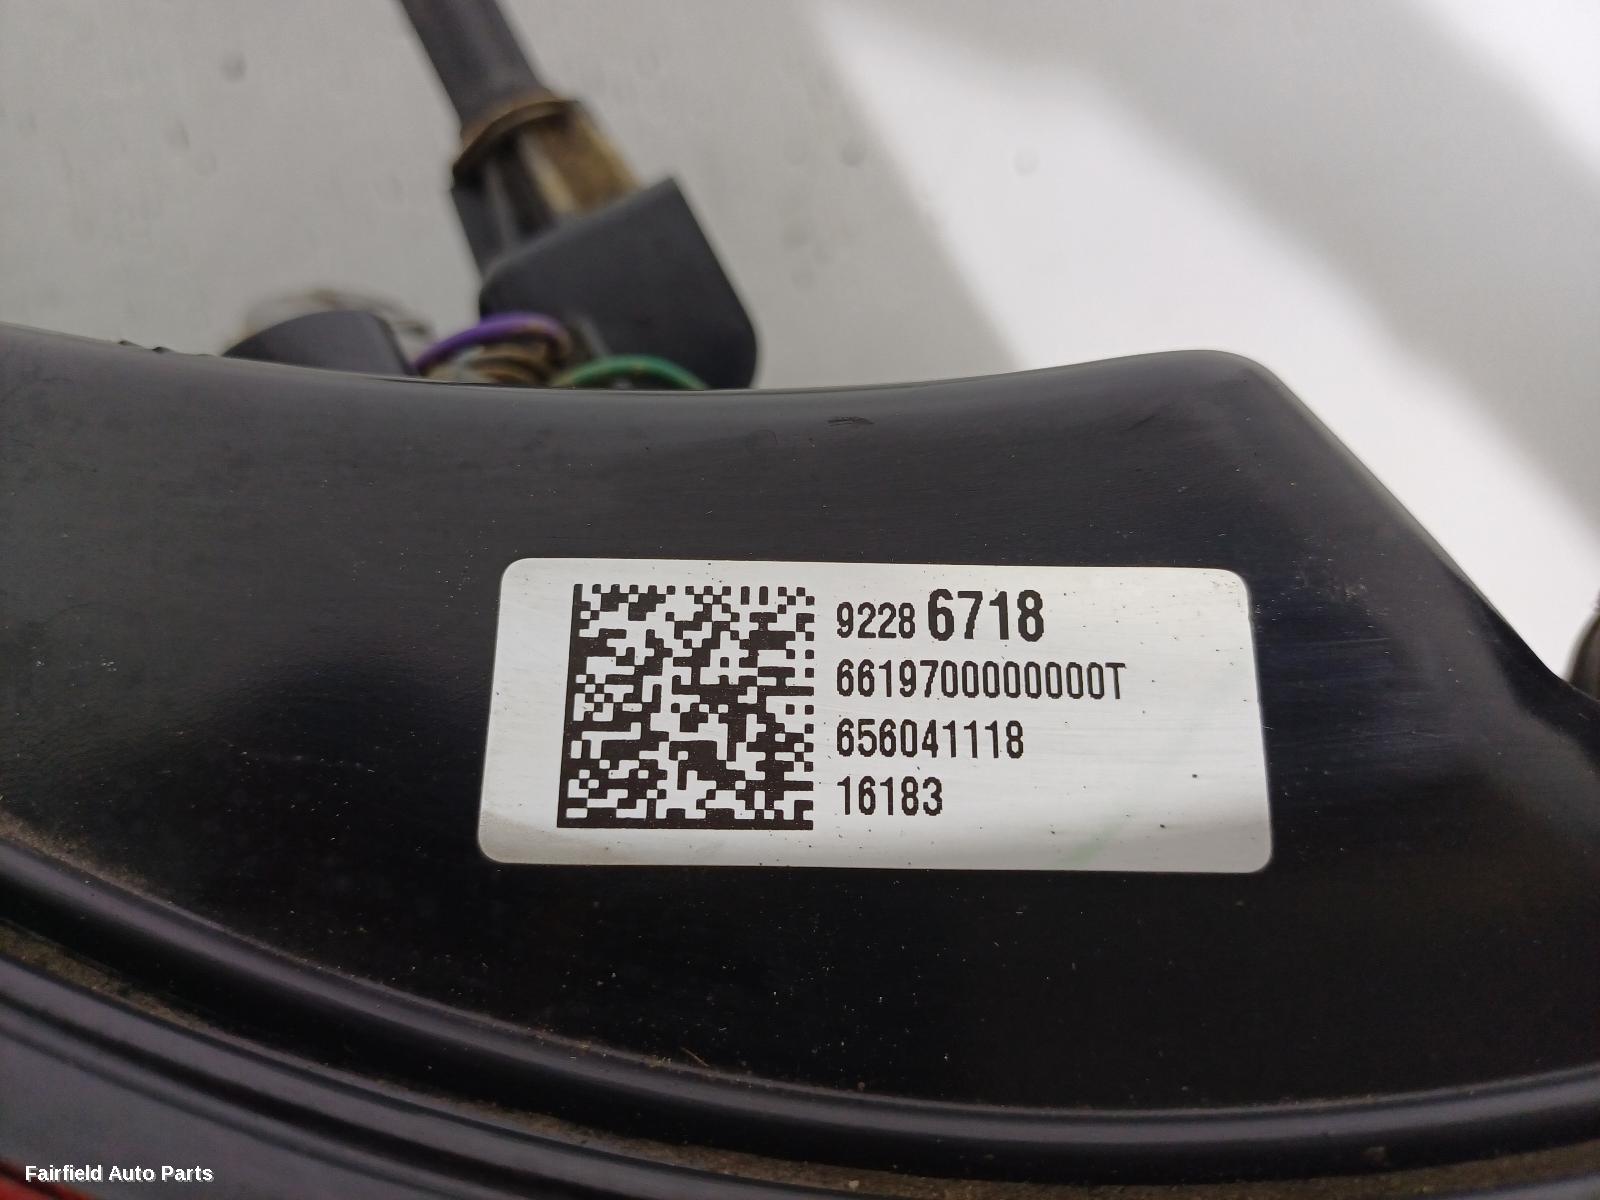 9228 6718
6619700000000T
656041118
16183
Fairfield Auto Parts